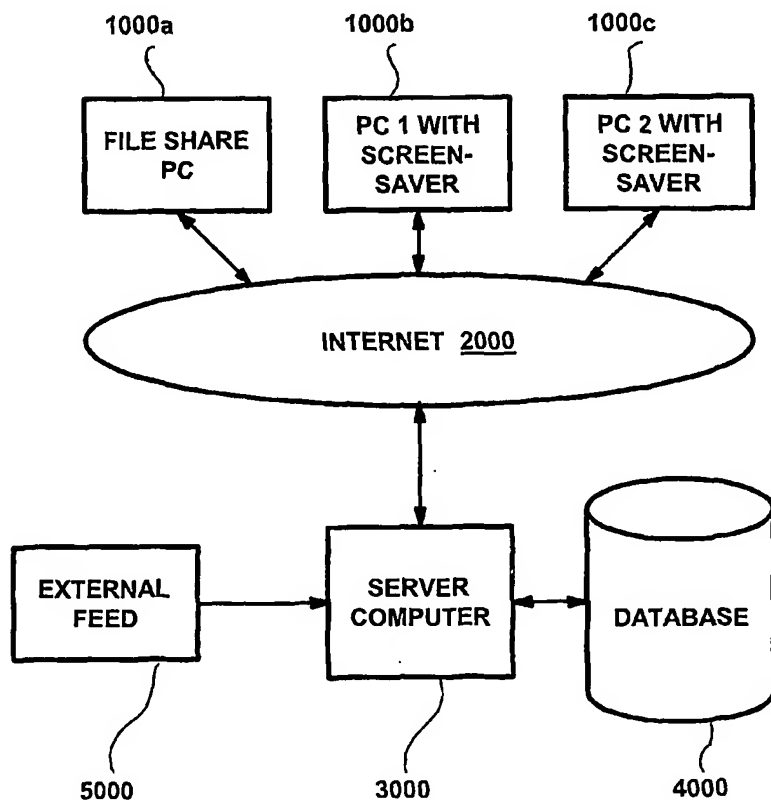 1000a
1000b
1000c
FILE SHARE
PC
PC 1 WITH
SCREEN-
SAVER
PC 2 WITH
SCREEN-
SAVER
INTERNET 2000
EXTERNAL
FEED
SERVER
COMPUTER
DATABASE
5000
3000
4000